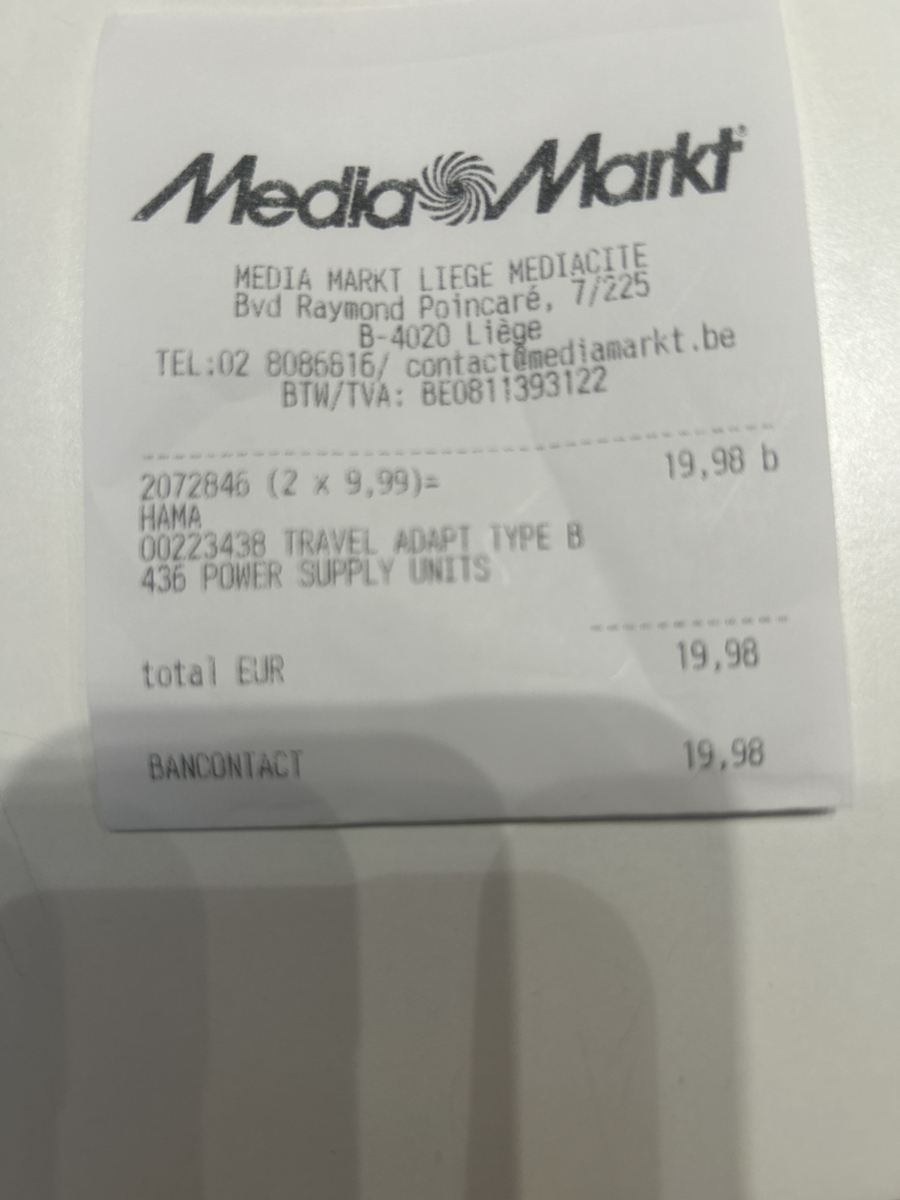 MediaMarkt®
MEDIA MARKT LIEGE MEDIACITE
Bvd Raymond Poincaré, 7/225
B-4020 Liège
TEL:02 8086816/ contact@mediamarkt.be
BTW/TVA: BE0811393122
2072846 (2 x 9,99)= 19,98 b
HAMA
00223438 TRAVEL ADAPT TYPE B
436 POWER SUPPLY UNITS
total EUR 19,98
BANCONTACT 19,98